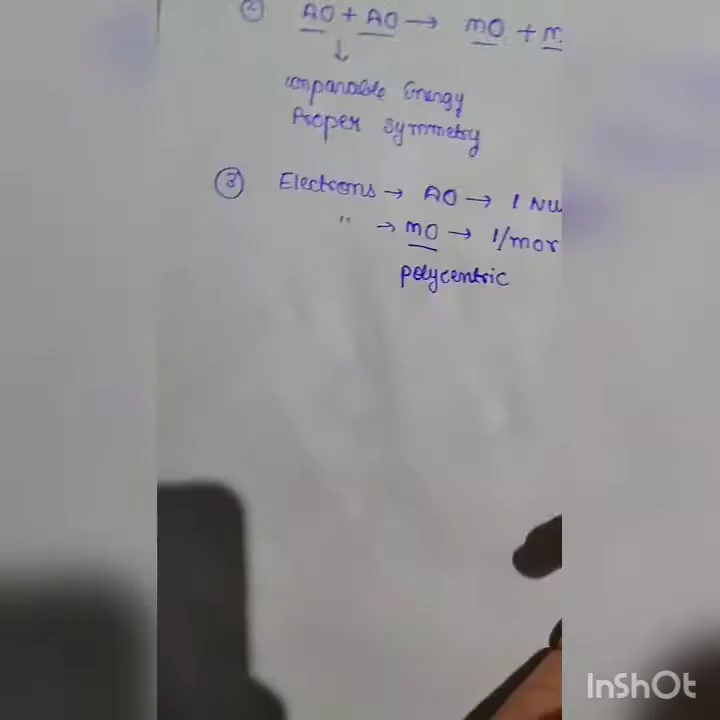 ② AO + AO → MO + M
↓
Comparable Energy
Proper Symmetry
③ Electrons → AO → 1 Nu
" → MO → 1/mor
polycentric
InShOt